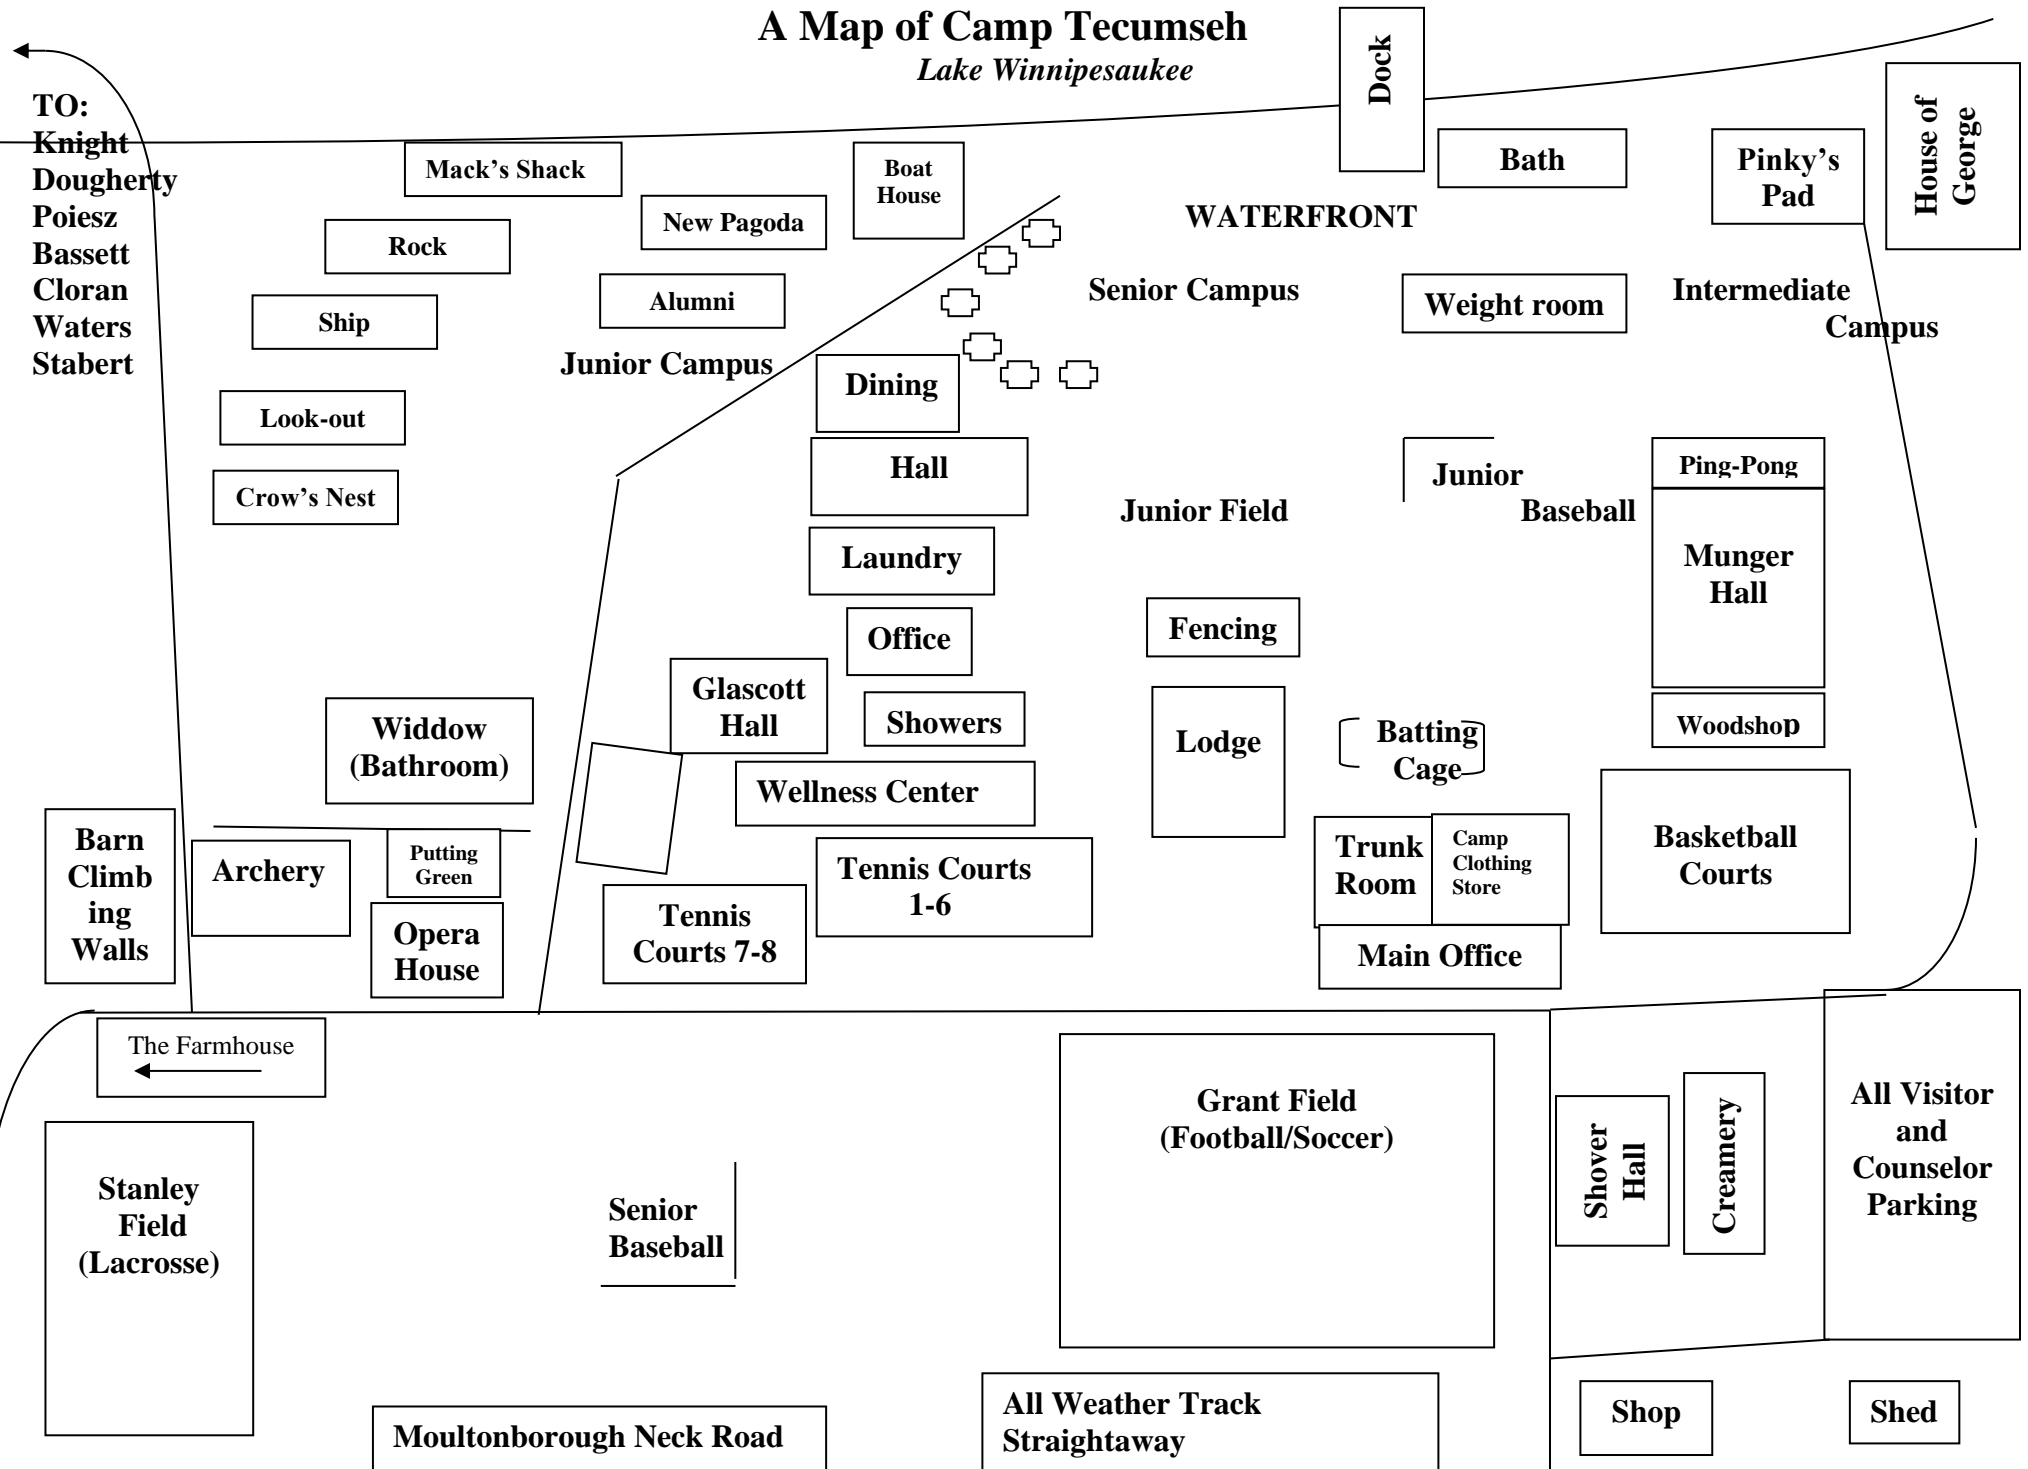 A Map of Camp Tecumseh
Lake Winnipesaukee
Dock
TO:
Knight
Dougherty
Poiesz
Bassett
Cloran
Waters
Stabert
Mack's Shack
Boat
House
Bath
Pinky's
Pad
House of
George
New Pagoda
WATERFRONT
Rock
Alumni
Senior Campus
Weight room
Intermediate
Campus
Ship
Junior Campus
Dining
Look-out
Hall
Junior
Baseball
Ping-Pong
Crow's Nest
Junior Field
Laundry
Munger
Hall
Office
Fencing
Glascott
Hall
Showers
Widdow
(Bathroom)
Lodge
Batting
Cage
Woodshop
Wellness Center
Barn
Climb
ing
Walls
Archery
Putting
Green
Tennis Courts
1-6
Trunk
Room
Camp
Clothing
Store
Basketball
Courts
Opera
House
Tennis
Courts 7-8
Main Office
The Farmhouse
Grant Field
(Football/Soccer)
Shover
Hall
Creamery
All Visitor
and
Counselor
Parking
Stanley
Field
(Lacrosse)
Senior
Baseball
Moultonborough Neck Road
All Weather Track
Straightaway
Shop
Shed